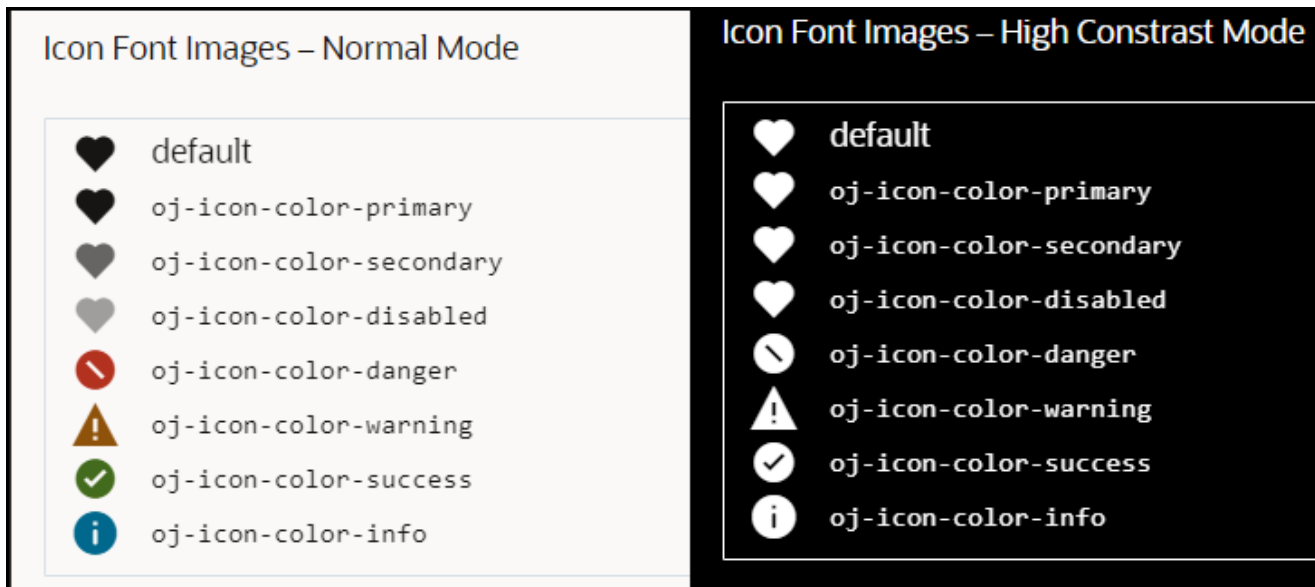 Icon Font Images – Normal Mode
default
oj-icon-color-primary
oj-icon-color-secondary
oj-icon-color-disabled
oj-icon-color-danger
oj-icon-color-warning
oj-icon-color-success
oj-icon-color-info
Icon Font Images – High Constrast Mode
default
oj-icon-color-primary
oj-icon-color-secondary
oj-icon-color-disabled
oj-icon-color-danger
oj-icon-color-warning
oj-icon-color-success
oj-icon-color-info